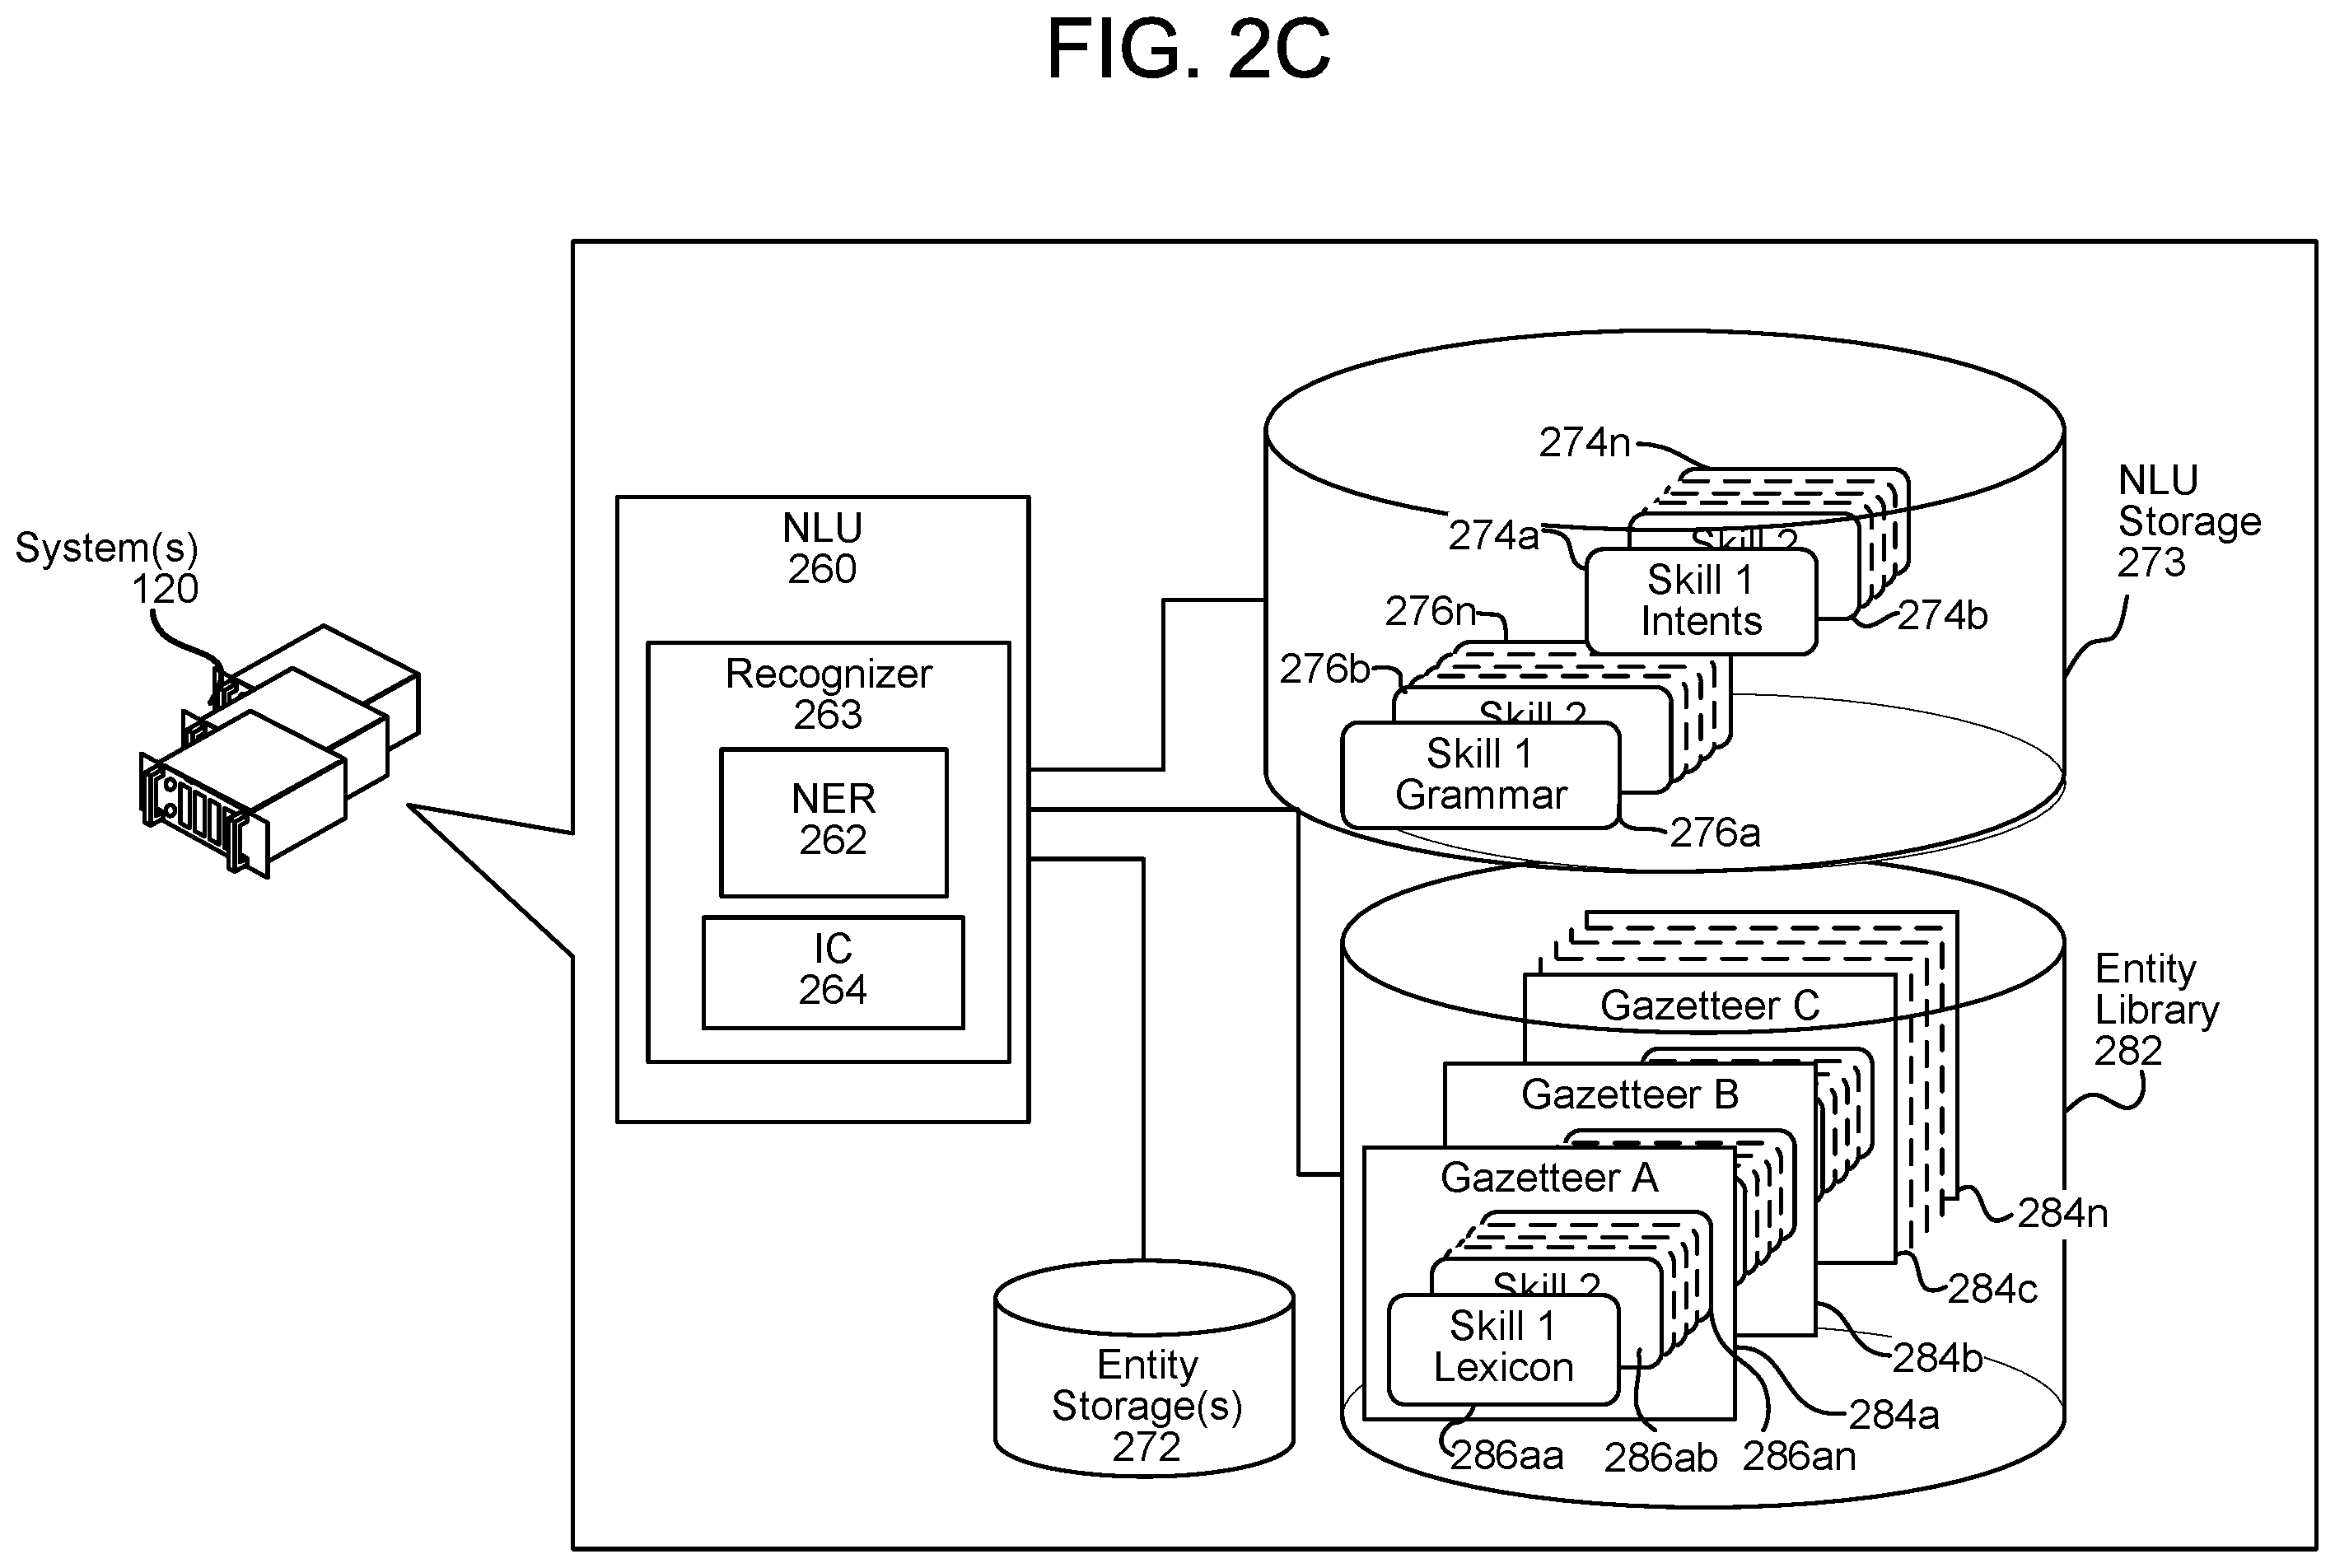 FIG. 2C
System(s)
120
NLU
260
Recognizer
263
NER
262
IC
264
Entity
Storage(s)
272
NLU
Storage
273
274n
274a
Skill 2
Skill 1
Intents
274b
276n
276b
Skill 2
Skill 1
Grammar
276a
Entity
Library
282
Gazetteer C
Gazetteer B
Gazetteer A
Skill 2
Skill 1
Lexicon
284n
284c
284b
284a
286aa
286ab
286an